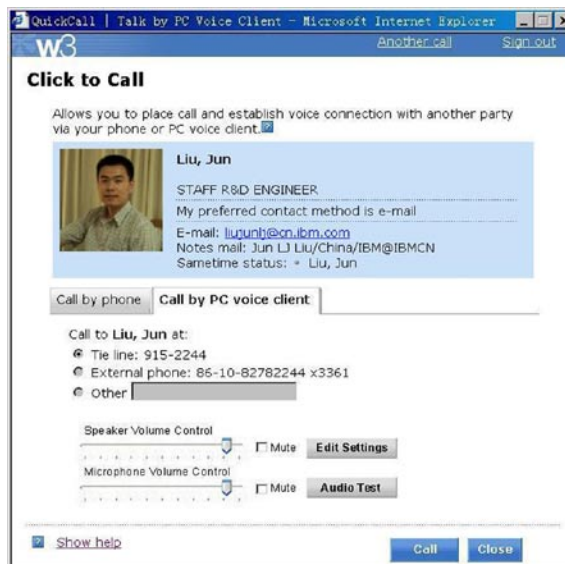 QuickCall | Talk by PC Voice Client - Microsoft Internet Explorer
w3
Another call Sign out
Click to Call
Allows you to place call and establish voice connection with another party
via your phone or PC voice client.
Liu, Jun
STAFF R&D ENGINEER
My preferred contact method is e-mail
E-mail: liujunlj@cn.ibm.com
Notes mail: Jun LJ Liu/China/IBM@IBMCN
Sametime status: Liu, Jun
Call by phone Call by PC voice client
Call to Liu, Jun at:
Tie line: 915-2244
External phone: 86-10-82782244 x3361
Other
Speaker Volume Control
Mute Edit Settings
Microphone Volume Control
Mute Audio Test
? Show help
Call Close